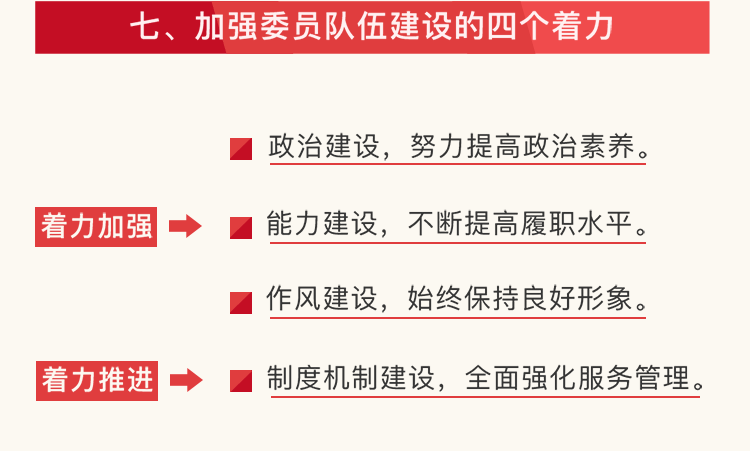 七、加强委员队伍建设的四个着力
政治建设，努力提高政治素养。
着力加强
能力建设，不断提高履职水平。
作风建设，始终保持良好形象。
着力推进
制度机制建设，全面强化服务管理。